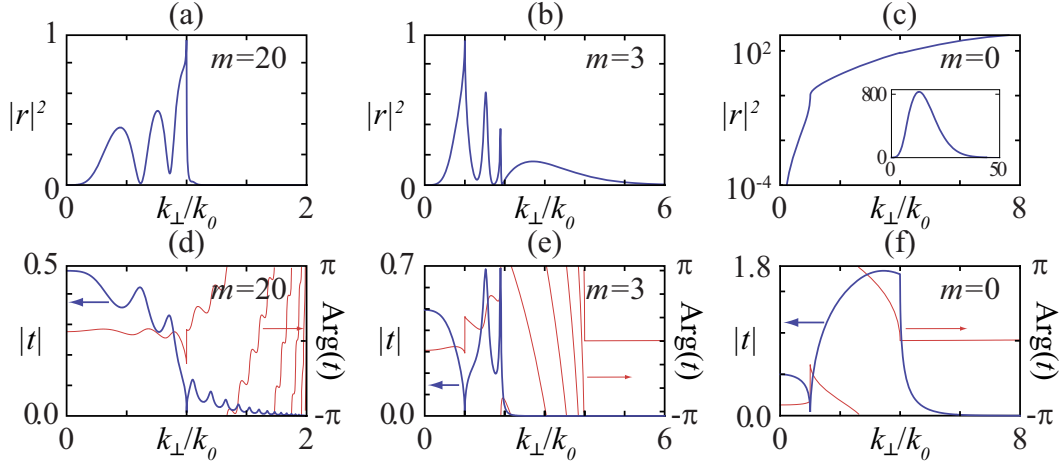 (a)
1
m=20
|r|²
0
0
1
2
k⊥/k0
(b)
1
m=3
|r|²
0
0
6
k⊥/k0
(c)
10²
m=0
|r|²
10⁻⁴
800
0
0
50
0
8
k⊥/k0
(d)
0.5
π
m=20
|t|
Arg(t)
0.0
-π
0
1
2
k⊥/k0
(e)
0.7
π
m=3
|t|
Arg(t)
0.0
-π
0
6
k⊥/k0
(f)
1.8
π
m=0
|t|
Arg(t)
0.0
-π
0
8
k⊥/k0